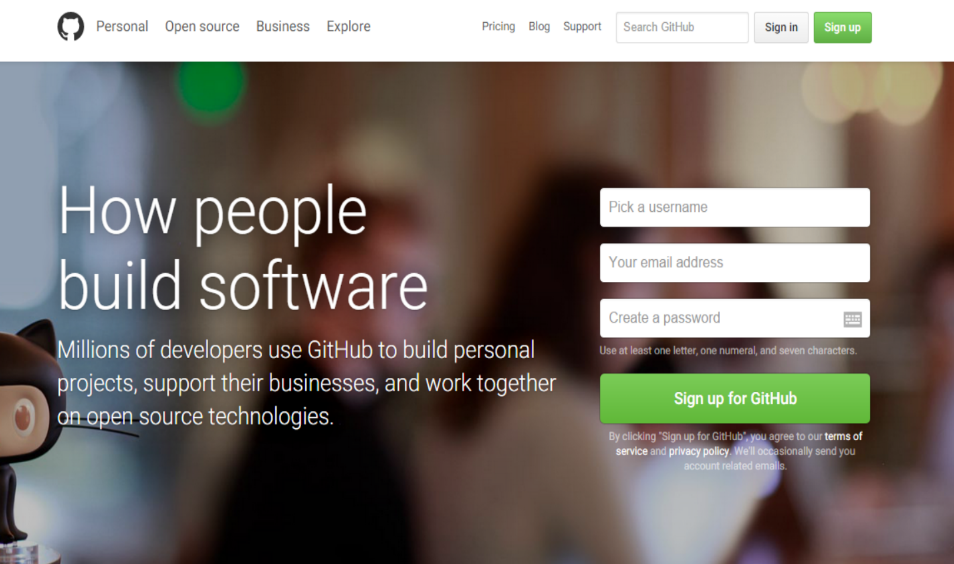 Personal Open source Business Explore Pricing Blog Support Search GitHub Sign in Sign up
How people
build software
Millions of developers use GitHub to build personal
projects, support their businesses, and work together
on open source technologies.
Pick a username
Your email address
Create a password
Use at least one letter, one numeral, and seven characters.
Sign up for GitHub
By clicking "Sign up for GitHub", you agree to our terms of
service and privacy policy. We'll occasionally send you
account related emails.